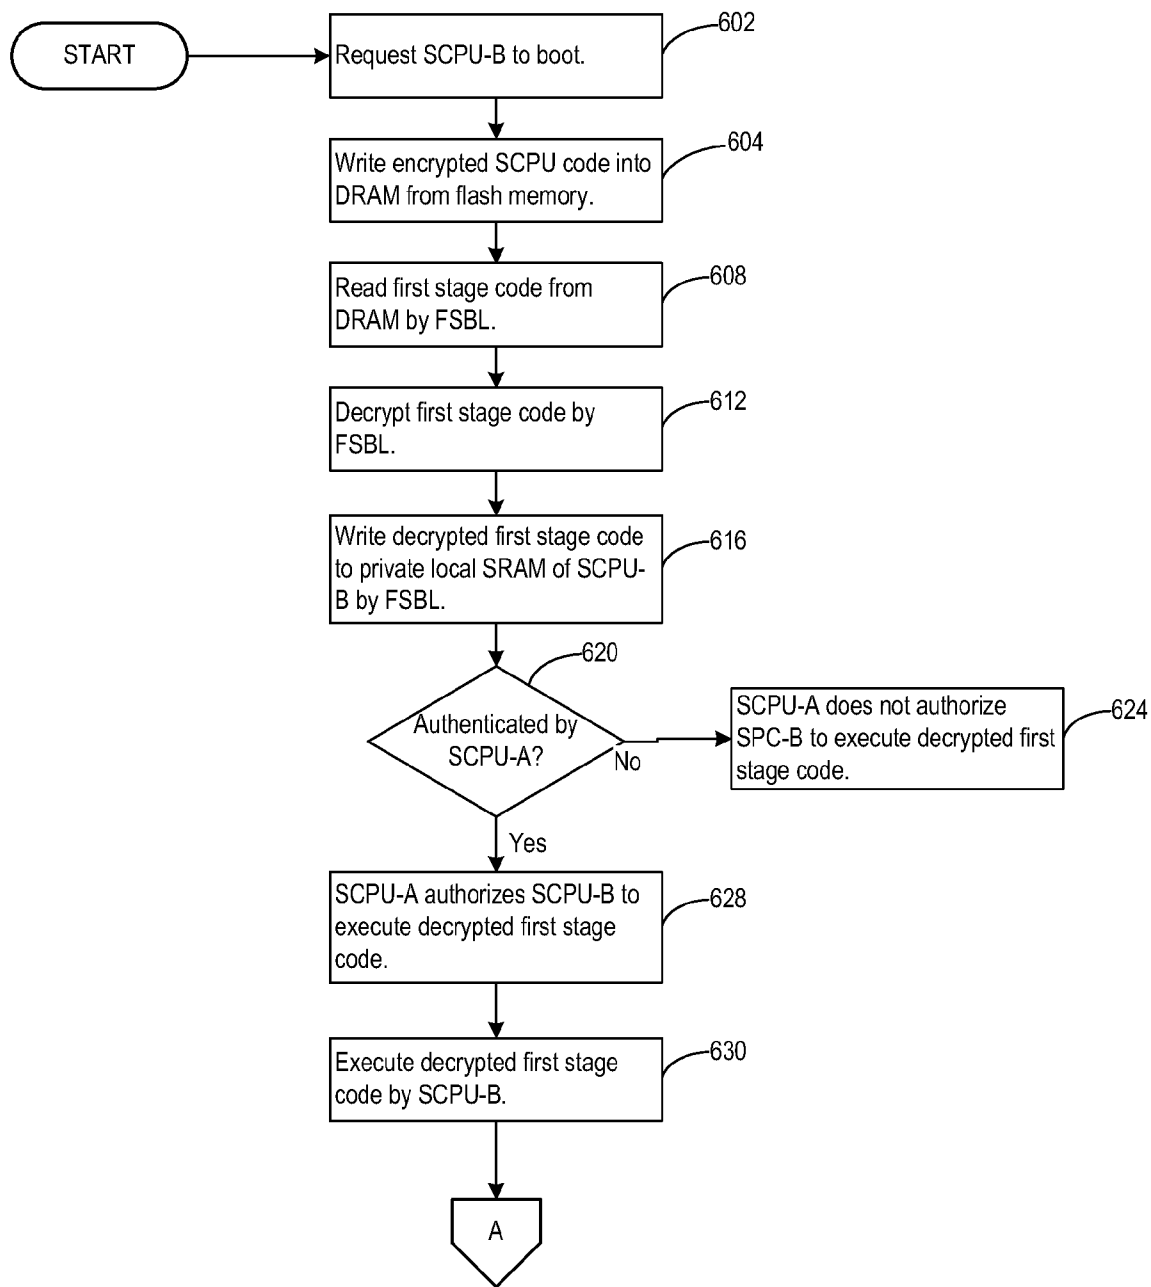 START
Request SCPU-B to boot.
602
Write encrypted SCPU code into
DRAM from flash memory.
604
Read first stage code from
DRAM by FSBL.
608
Decrypt first stage code by
FSBL.
612
Write decrypted first stage code
to private local SRAM of SCPU-
B by FSBL.
616
620
Authenticated by
SCPU-A?
No
SCPU-A does not authorize
SPC-B to execute decrypted first
stage code.
624
Yes
SCPU-A authorizes SCPU-B to
execute decrypted first stage
code.
628
Execute decrypted first stage
code by SCPU-B.
630
A